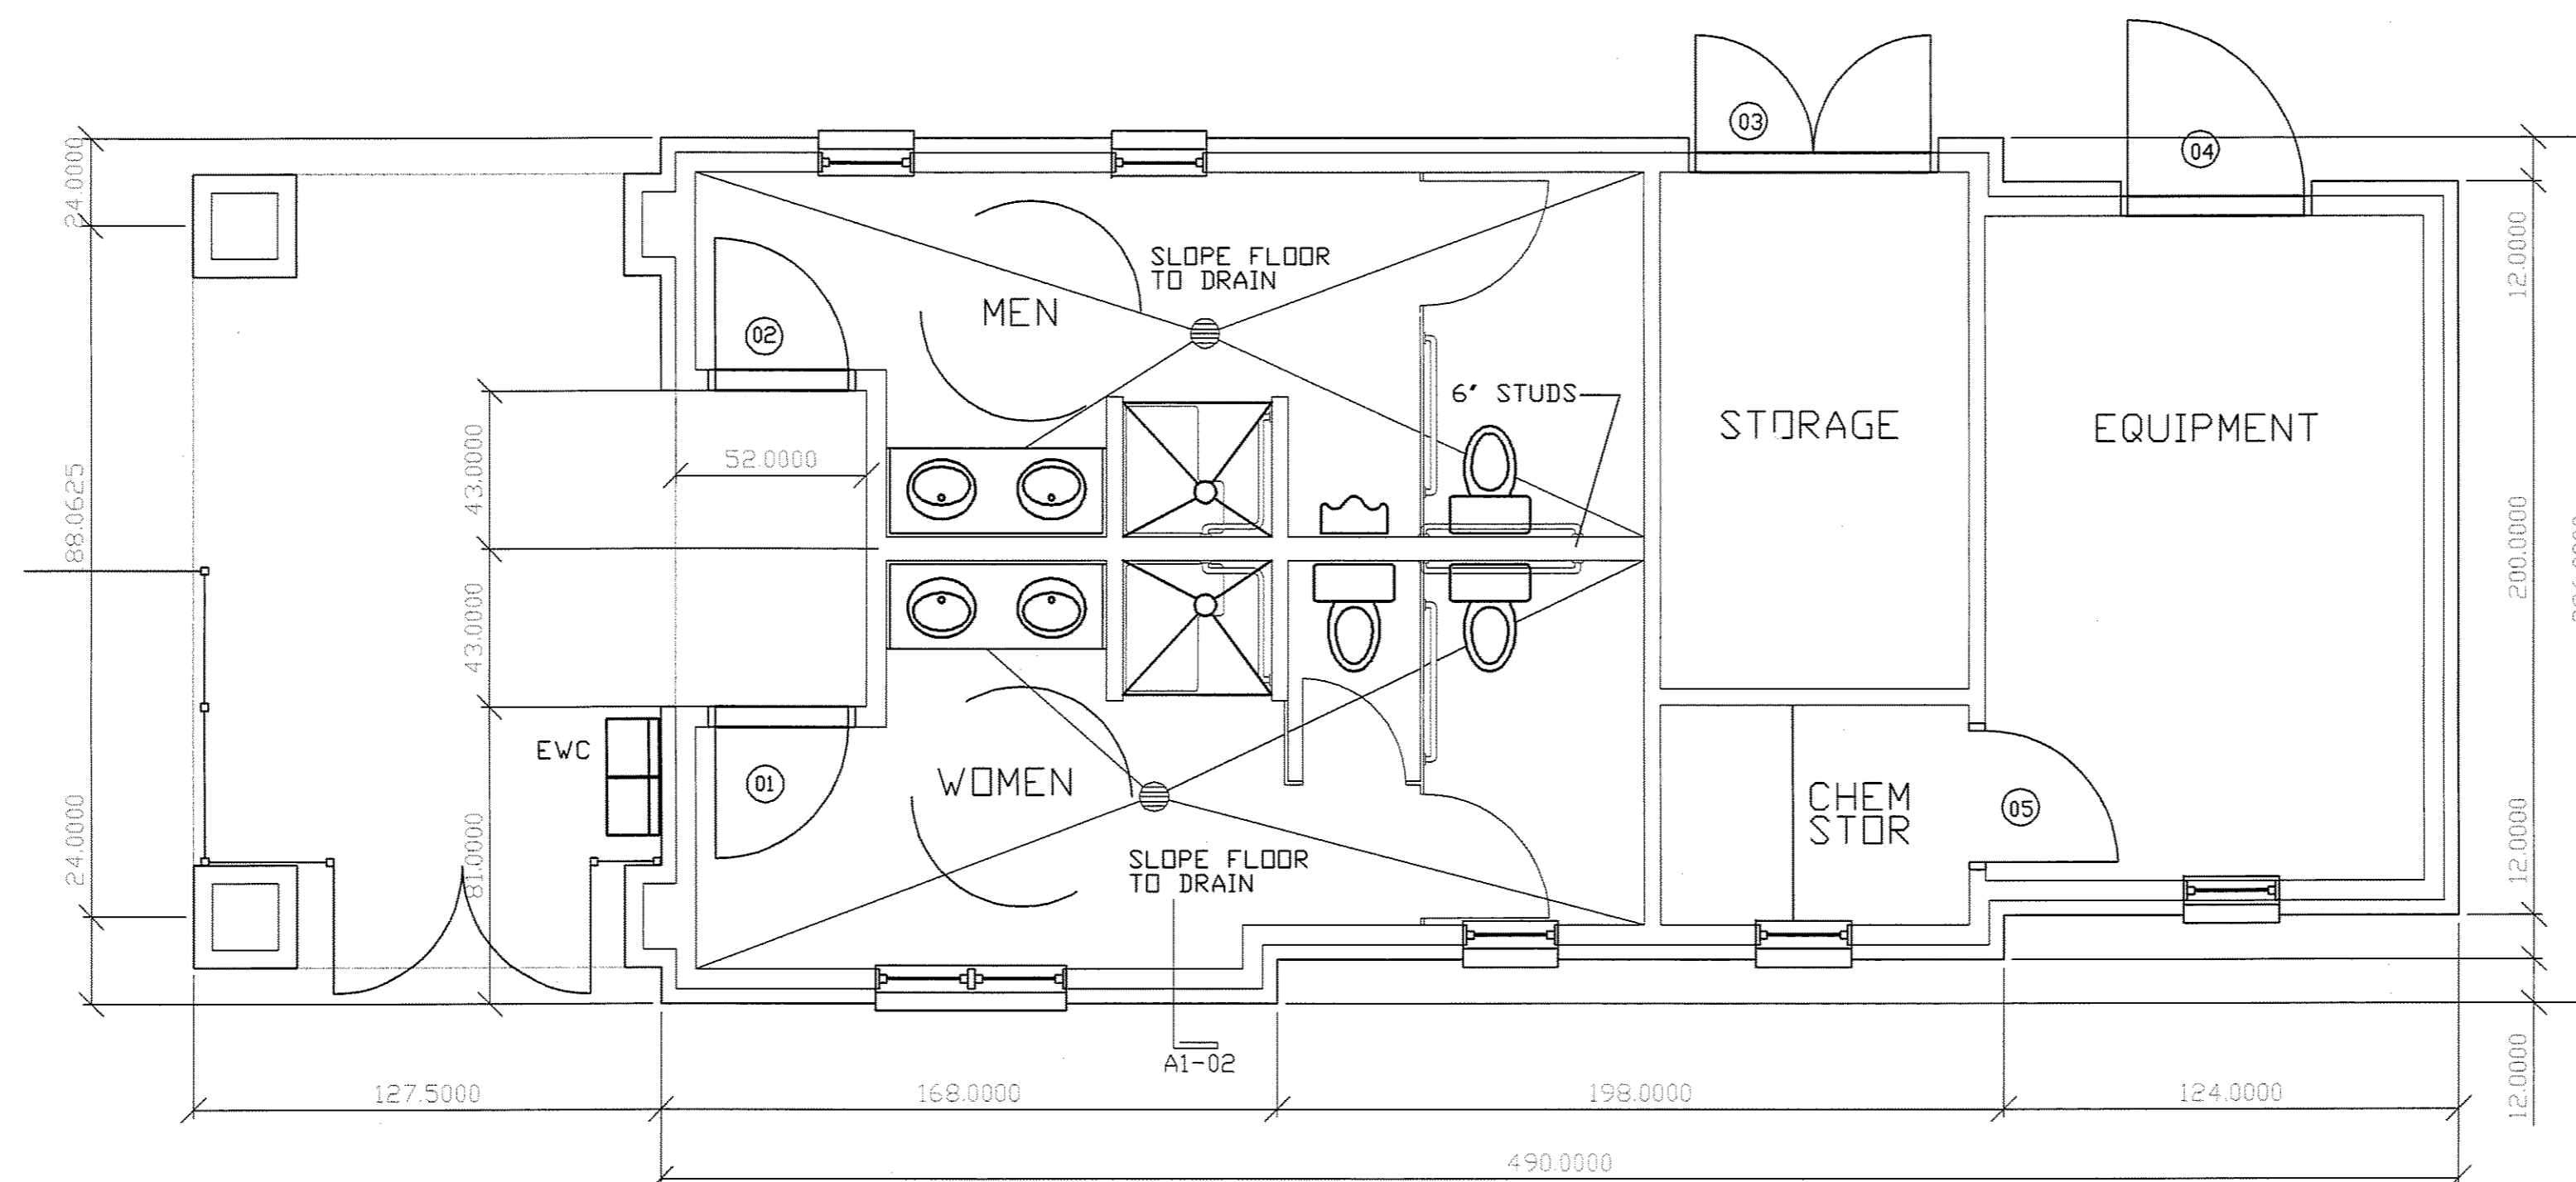 03
04
24.0000
12.0000
SLOPE FLOOR
TO DRAIN
MEN
02
6' STUDS
STORAGE
EQUIPMENT
43.0000
52.0000
88.0625
200.0000
43.0000
EWC
01
WOMEN
CHEM
STOR
05
24.0000
81.0000
12.0000
SLOPE FLOOR
TO DRAIN
A1-02
127.5000
168.0000
198.0000
124.0000
12.0000
490.0000